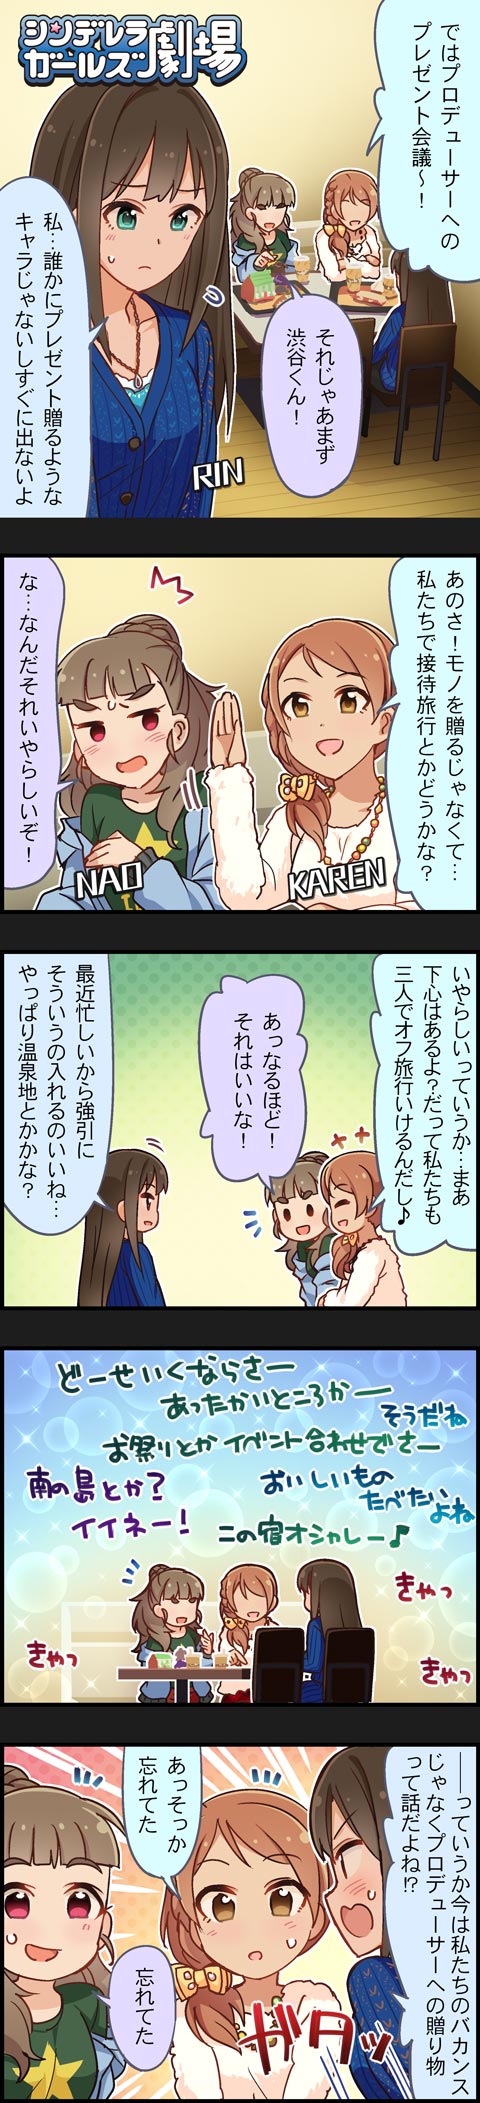 シンデレラ
ガールズ劇場
ではプロデューサーへの
プレゼント会議～！
それじゃあまず
渋谷くん！
私…誰かにプレゼント贈るような
キャラじゃないしすぐに出ないよ
RIN
あのさ！モノを贈るじゃなくて…
私たちで接待旅行とかどうかな？
な…なんだそれいやらしいぞ！
NAO
KAREN
いやらしいっていうか…まあ
下心はあるよ？だって私たちも
三人でオフ旅行いけるんだし♪
あっなるほど！
それはいいな！
最近忙しいから強引に
そういうの入れるのいいね…
やっぱり温泉地とかかな？
どーせいくならさー
あったかいところかー
そうだね
お祭りとかイベント合わせでさー
南の島とか？
おいしいもの
たべたいよね
イイネー！
この宿オシャレー♪
きゃっ
きゃっ
きゃっ
――っていうか今は私たちのバカンス
じゃなくプロデューサーへの贈り物
って話だよね!?
あっそっか
忘れてた
忘れてた
ガタッ